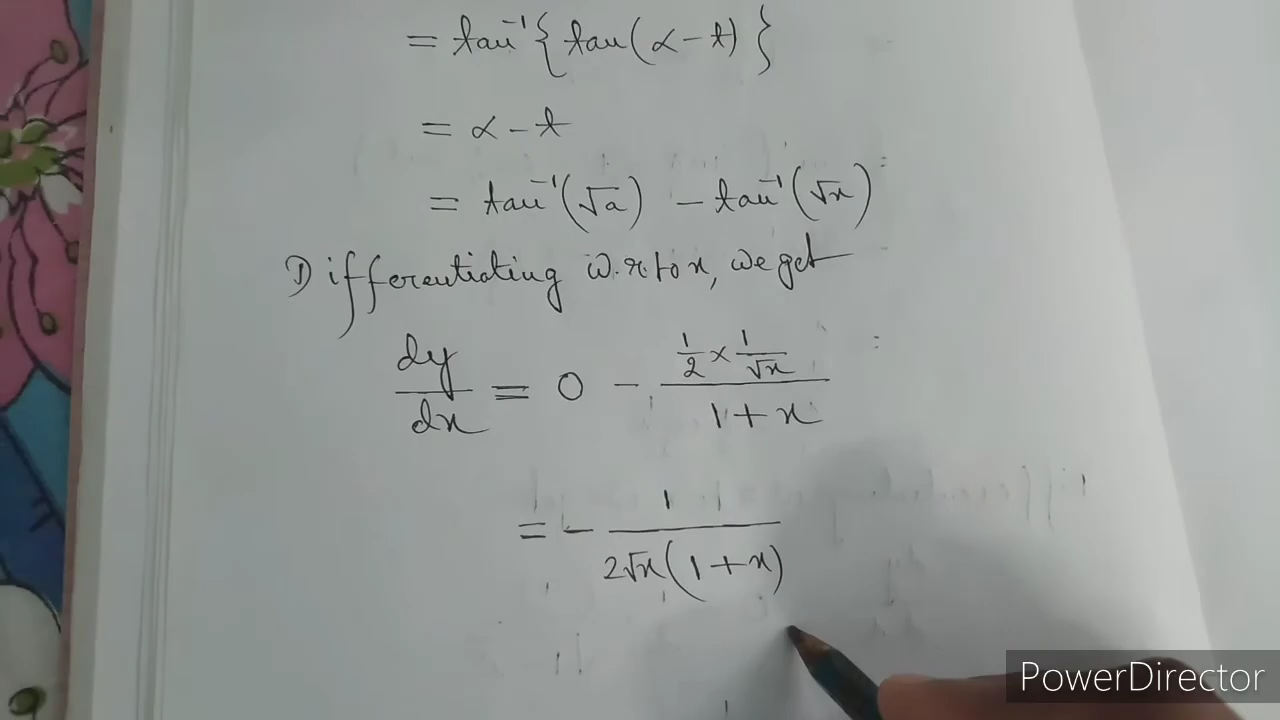 = tan⁻¹{tan(α-t)}
= α-t
= tan⁻¹(√a) - tan⁻¹(√x)
Differentiating w.r.to x, we get
dy/dx = 0 - (1/2 × 1/√x)/(1+x)
= - 1/(2√x(1+x))
PowerDirector